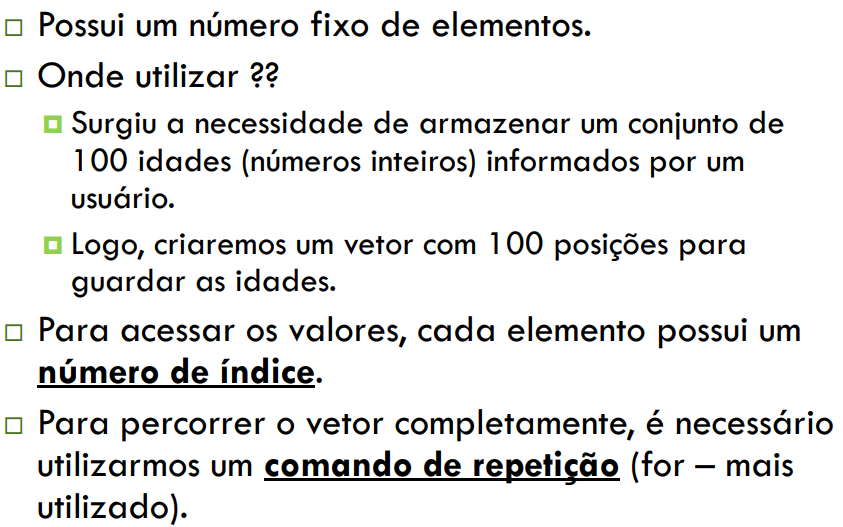 Possui um número fixo de elementos.
Onde utilizar ??
Surgiu a necessidade de armazenar um conjunto de
100 idades (números inteiros) informados por um
usuário.
Logo, criaremos um vetor com 100 posições para
guardar as idades.
Para acessar os valores, cada elemento possui um
número de índice.
Para percorrer o vetor completamente, é necessário
utilizarmos um comando de repetição (for – mais
utilizado).